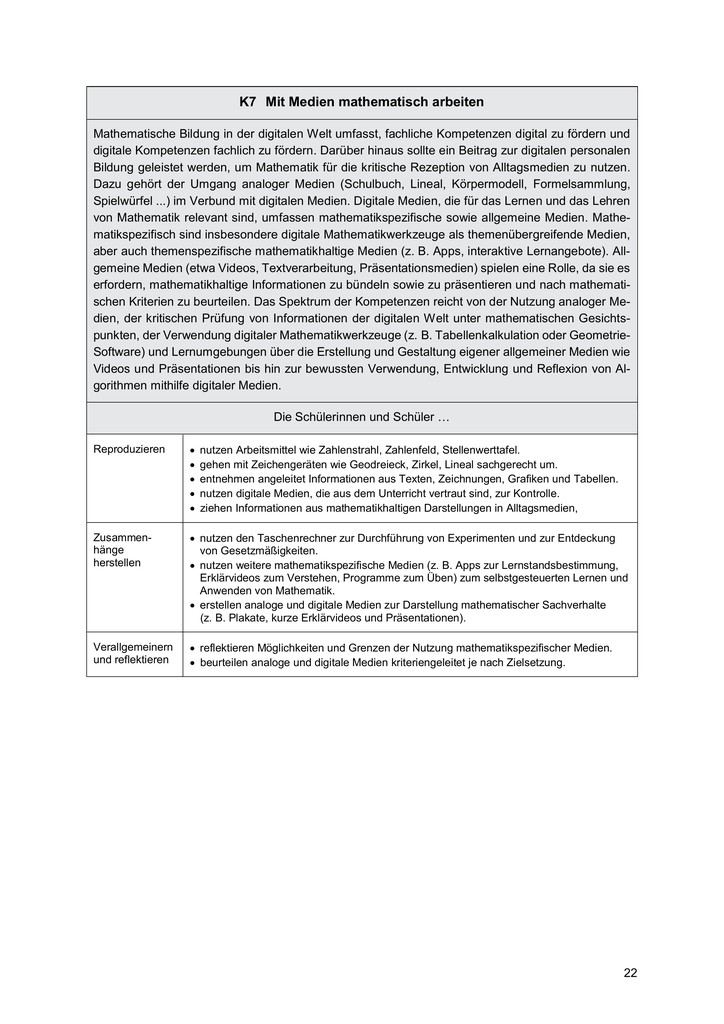 K7 Mit Medien mathematisch arbeiten
Mathematische Bildung in der digitalen Welt umfasst, fachliche Kompetenzen digital zu fördern und
digitale Kompetenzen fachlich zu fördern. Darüber hinaus sollte ein Beitrag zur digitalen personalen
Bildung geleistet werden, um Mathematik für die kritische Rezeption von Alltagsmedien zu nutzen.
Dazu gehört der Umgang analoger Medien (Schulbuch, Lineal, Körpermodell, Formelsammlung,
Spielwürfel ...) im Verbund mit digitalen Medien. Digitale Medien, die für das Lernen und das Lehren
von Mathematik relevant sind, umfassen mathematikspezifische sowie allgemeine Medien. Mathe-
matikspezifisch sind insbesondere digitale Mathematikwerkzeuge als themenübergreifende Medien,
aber auch themenspezifische mathematikhaltige Medien (z. B. Apps, interaktive Lernangebote). All-
gemeine Medien (etwa Videos, Textverarbeitung, Präsentationsmedien) spielen eine Rolle, da sie es
erfordern, mathematikhaltige Informationen zu bündeln sowie zu präsentieren und nach mathemati-
schen Kriterien zu beurteilen. Das Spektrum der Kompetenzen reicht von der Nutzung analoger Me-
dien, der kritischen Prüfung von Informationen der digitalen Welt unter mathematischen Gesichts-
punkten, der Verwendung digitaler Mathematikwerkzeuge (z. B. Tabellenkalkulation oder Geometrie-
Software) und Lernumgebungen über die Erstellung und Gestaltung eigener allgemeiner Medien wie
Videos und Präsentationen bis hin zur bewussten Verwendung, Entwicklung und Reflexion von Al-
gorithmen mithilfe digitaler Medien.
Die Schülerinnen und Schüler …
Reproduzieren
• nutzen Arbeitsmittel wie Zahlenstrahl, Zahlenfeld, Stellenwerttafel.
• gehen mit Zeichengeräten wie Geodreieck, Zirkel, Lineal sachgerecht um.
• entnehmen angeleitet Informationen aus Texten, Zeichnungen, Grafiken und Tabellen.
• nutzen digitale Medien, die aus dem Unterricht vertraut sind, zur Kontrolle.
• ziehen Informationen aus mathematikhaltigen Darstellungen in Alltagsmedien,
Zusammen-
hänge
herstellen
• nutzen den Taschenrechner zur Durchführung von Experimenten und zur Entdeckung
von Gesetzmäßigkeiten.
• nutzen weitere mathematikspezifische Medien (z. B. Apps zur Lernstandsbestimmung,
Erklärvideos zum Verstehen, Programme zum Üben) zum selbstgesteuerten Lernen und
Anwenden von Mathematik.
• erstellen analoge und digitale Medien zur Darstellung mathematischer Sachverhalte
(z. B. Plakate, kurze Erklärvideos und Präsentationen).
Verallgemeinern
und reflektieren
• reflektieren Möglichkeiten und Grenzen der Nutzung mathematikspezifischer Medien.
• beurteilen analoge und digitale Medien kriteriengeleitet je nach Zielsetzung.
22